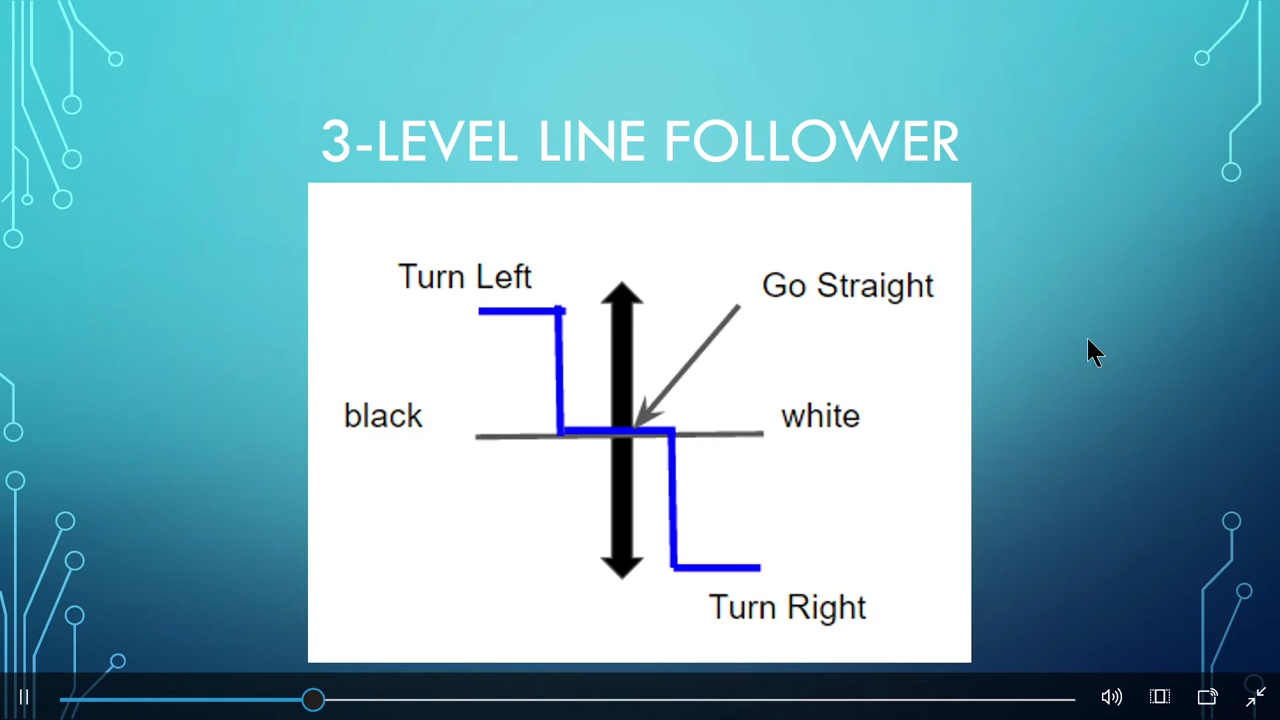 3-LEVEL LINE FOLLOWER
Turn Left
Go Straight
black
white
Turn Right